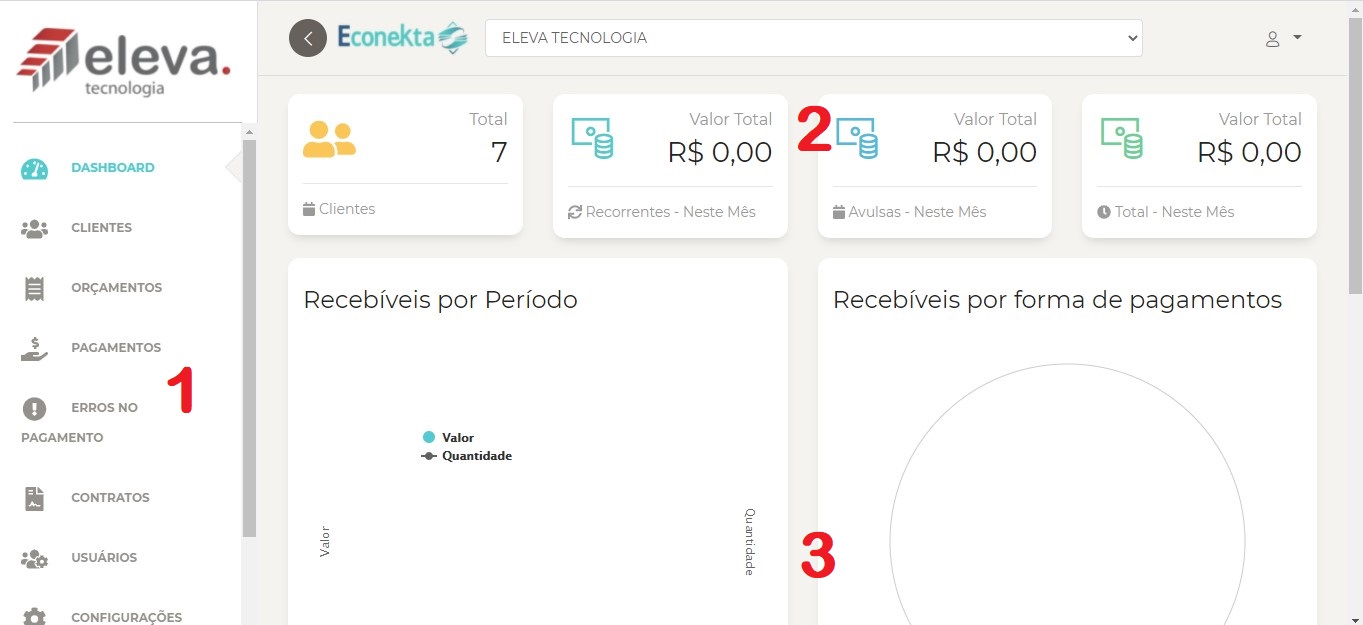 eleva.
tecnologia
DASHBOARD
CLIENTES
ORÇAMENTOS
PAGAMENTOS
1
ERROS NO
PAGAMENTO
CONTRATOS
USUÁRIOS
CONFIGURAÇÕES
Econekta
ELEVA TECNOLOGIA
Total
7
Clientes
Valor Total
R$ 0,00
Recorrentes - Neste Mês
2
Valor Total
R$ 0,00
Avulsas - Neste Mês
Valor Total
R$ 0,00
Total - Neste Mês
Recebíveis por Período
Valor
Quantidade
Valor
Quantidade
3
Recebíveis por forma de pagamentos